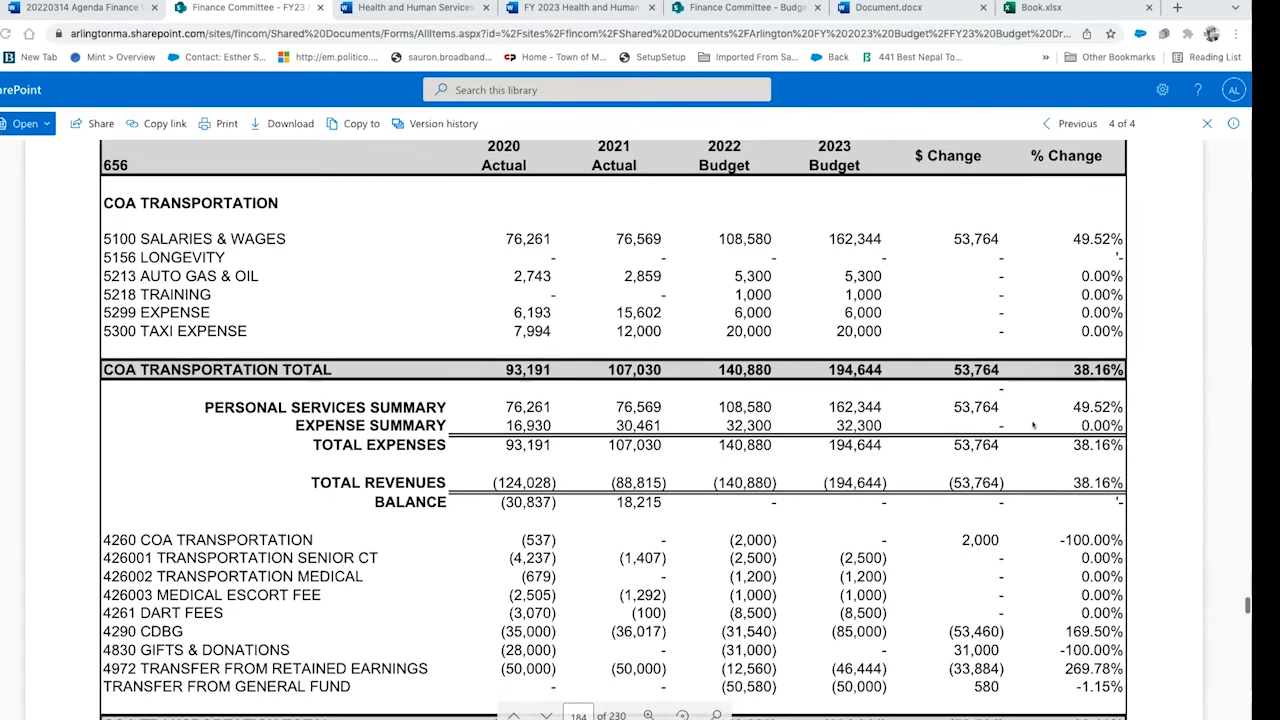 20220314 Agenda Finance
Finance Committee - FY23
Health and Human Services
FY 2023 Health and Human
Finance Committee - Budge
Document.docx
Book.xlsx
arlingtonma.sharepoint.com/sites/fincom/Shared%20Documents/Forms/AllItems.aspx?id=%2Fsites%2Ffincom%2FShared%20Documents%2FArlington%20FY%202023%20Budget%2FFY23%20Budget%20Dr...
New Tab Mint > Overview Contact: Esther S... http://em.politico.... sauron.broadband... Home - Town of M... SetupSetup Imported From Sa... Back 441 Best Nepal To... » Other Bookmarks Reading List
arePoint Search this library ? AL
Open Share Copy link Print Download Copy to Version history Previous 4 of 4
2020 2021 2022 2023
656 Actual Actual Budget Budget $ Change % Change
COA TRANSPORTATION
5100 SALARIES & WAGES 76,261 76,569 108,580 162,344 53,764 49.52%
5156 LONGEVITY - - - - - '-
5213 AUTO GAS & OIL 2,743 2,859 5,300 5,300 - 0.00%
5218 TRAINING - - 1,000 1,000 - 0.00%
5299 EXPENSE 6,193 15,602 6,000 6,000 - 0.00%
5300 TAXI EXPENSE 7,994 12,000 20,000 20,000 - 0.00%
COA TRANSPORTATION TOTAL 93,191 107,030 140,880 194,644 53,764 38.16%
-
PERSONAL SERVICES SUMMARY 76,261 76,569 108,580 162,344 53,764 49.52%
EXPENSE SUMMARY 16,930 30,461 32,300 32,300 - 0.00%
TOTAL EXPENSES 93,191 107,030 140,880 194,644 53,764 38.16%
TOTAL REVENUES (124,028) (88,815) (140,880) (194,644) (53,764) 38.16%
BALANCE (30,837) 18,215 - - - '-
4260 COA TRANSPORTATION (537) - (2,000) - 2,000 -100.00%
426001 TRANSPORTATION SENIOR CT (4,237) (1,407) (2,500) (2,500) - 0.00%
426002 TRANSPORTATION MEDICAL (679) - (1,200) (1,200) - 0.00%
426003 MEDICAL ESCORT FEE (2,505) (1,292) (1,000) (1,000) - 0.00%
4261 DART FEES (3,070) (100) (8,500) (8,500) - 0.00%
4290 CDBG (35,000) (36,017) (31,540) (85,000) (53,460) 169.50%
4830 GIFTS & DONATIONS (28,000) - (31,000) - 31,000 -100.00%
4972 TRANSFER FROM RETAINED EARNINGS (50,000) (50,000) (12,560) (46,444) (33,884) 269.78%
TRANSFER FROM GENERAL FUND - - (50,580) (50,000) 580 -1.15%
184 of 230